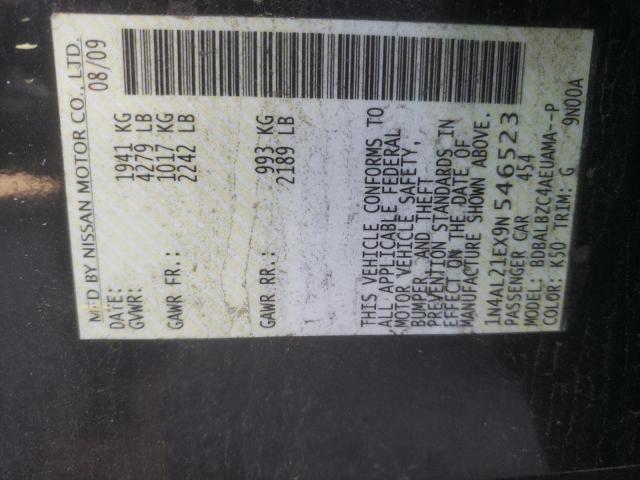 MFD BY NISSAN MOTOR CO., LTD.
DATE: 08/09
GVWR: 1941 KG
4279 LB
GAWR FR.: 1017 KG
2242 LB
GAWR RR.: 993 KG
2189 LB
THIS VEHICLE CONFORMS TO
ALL APPLICABLE FEDERAL
MOTOR VEHICLE SAFETY,
BUMPER, AND THEFT
PREVENTION STANDARDS IN
EFFECT ON THE DATE OF
MANUFACTURE SHOWN ABOVE.
1N4AL21EX9N546523
PASSENGER CAR 454
MODEL: BDBALBZC4AEUAMA--P
COLOR: K50 TRIM: G 9N00A